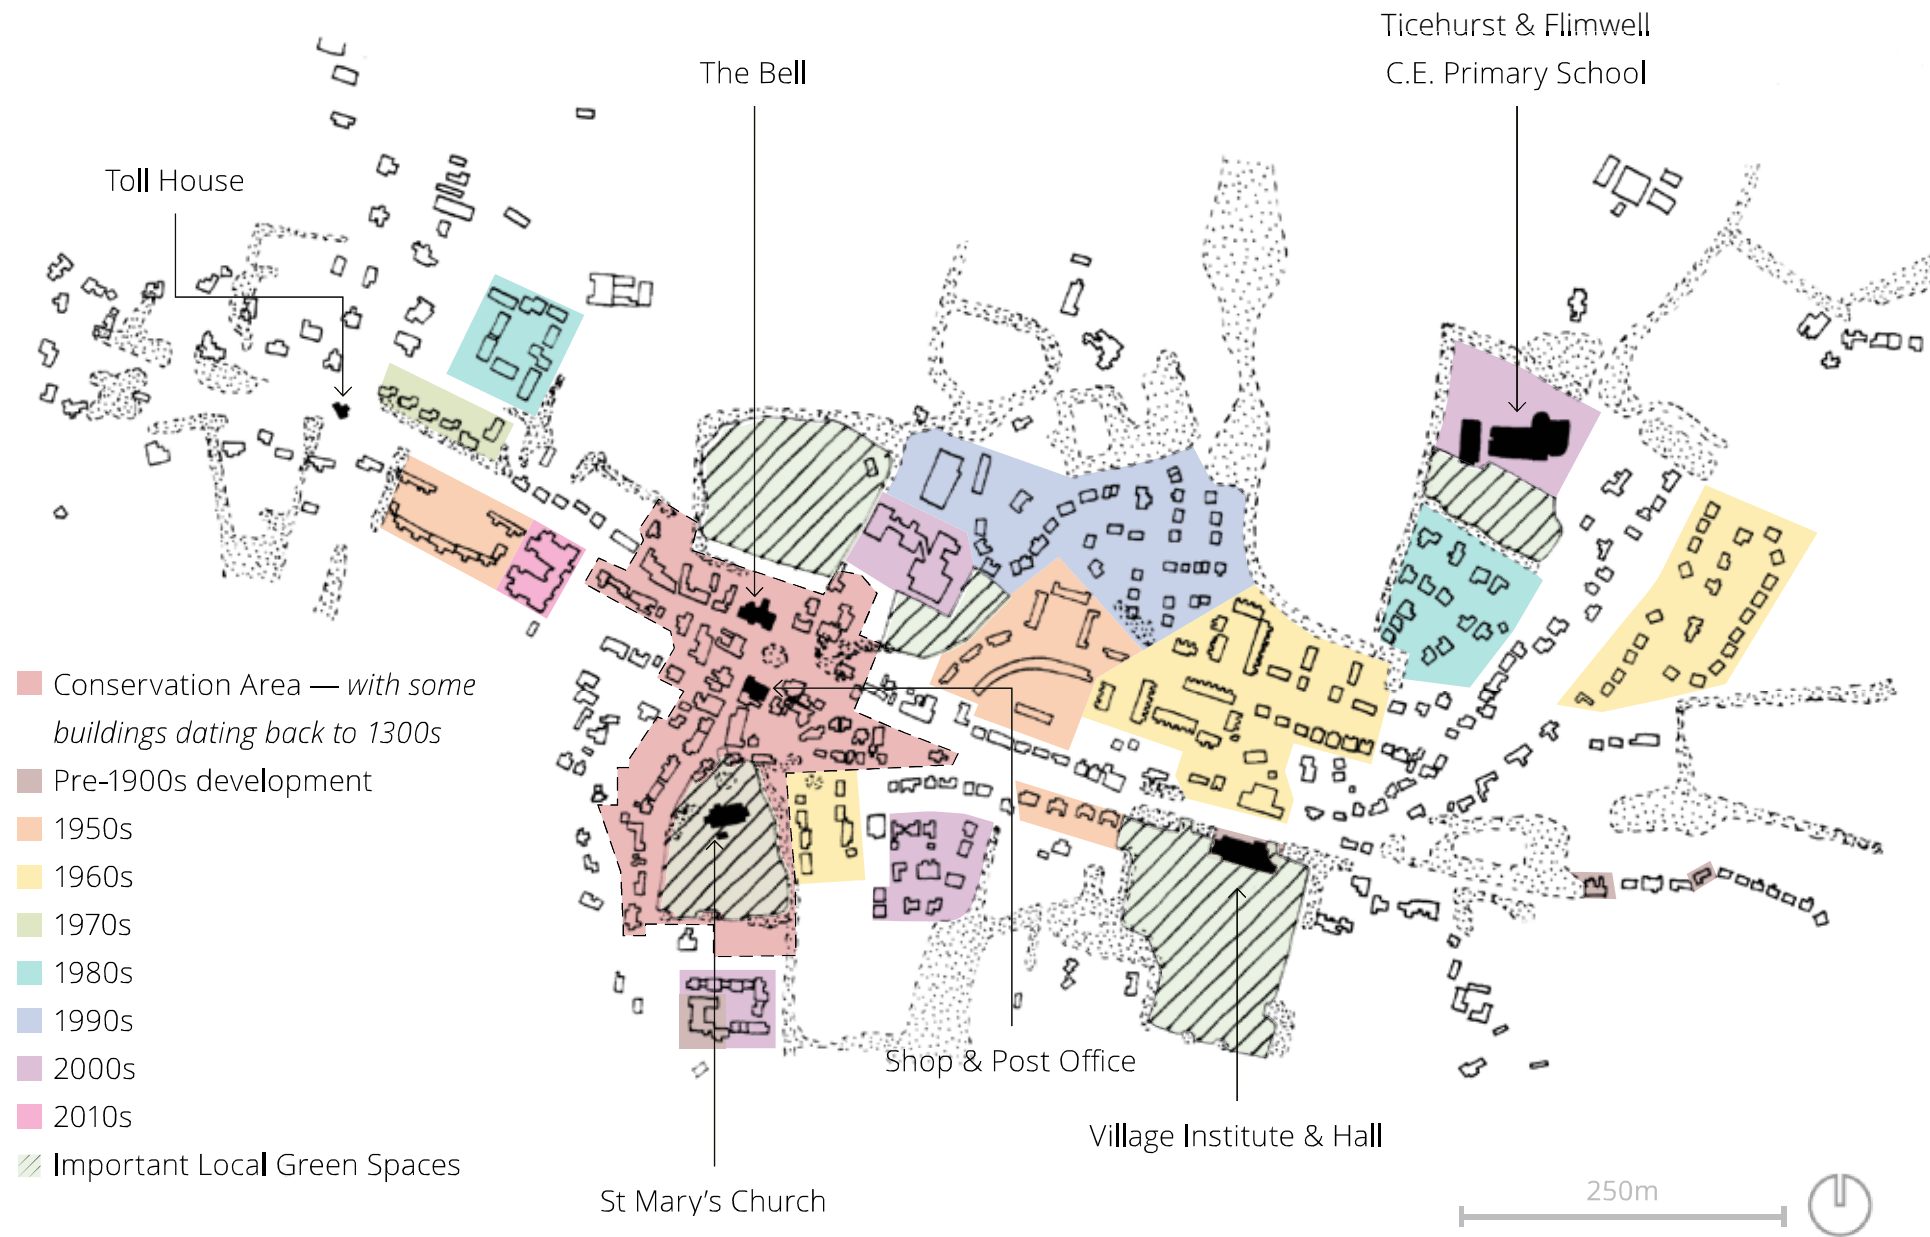 Ticehurst & Flimwell
C.E. Primary School
The Bell
Toll House
Conservation Area — with some
buildings dating back to 1300s
Pre-1900s development
1950s
1960s
1970s
1980s
1990s
2000s
2010s
Important Local Green Spaces
Shop & Post Office
Village Institute & Hall
St Mary's Church
250m